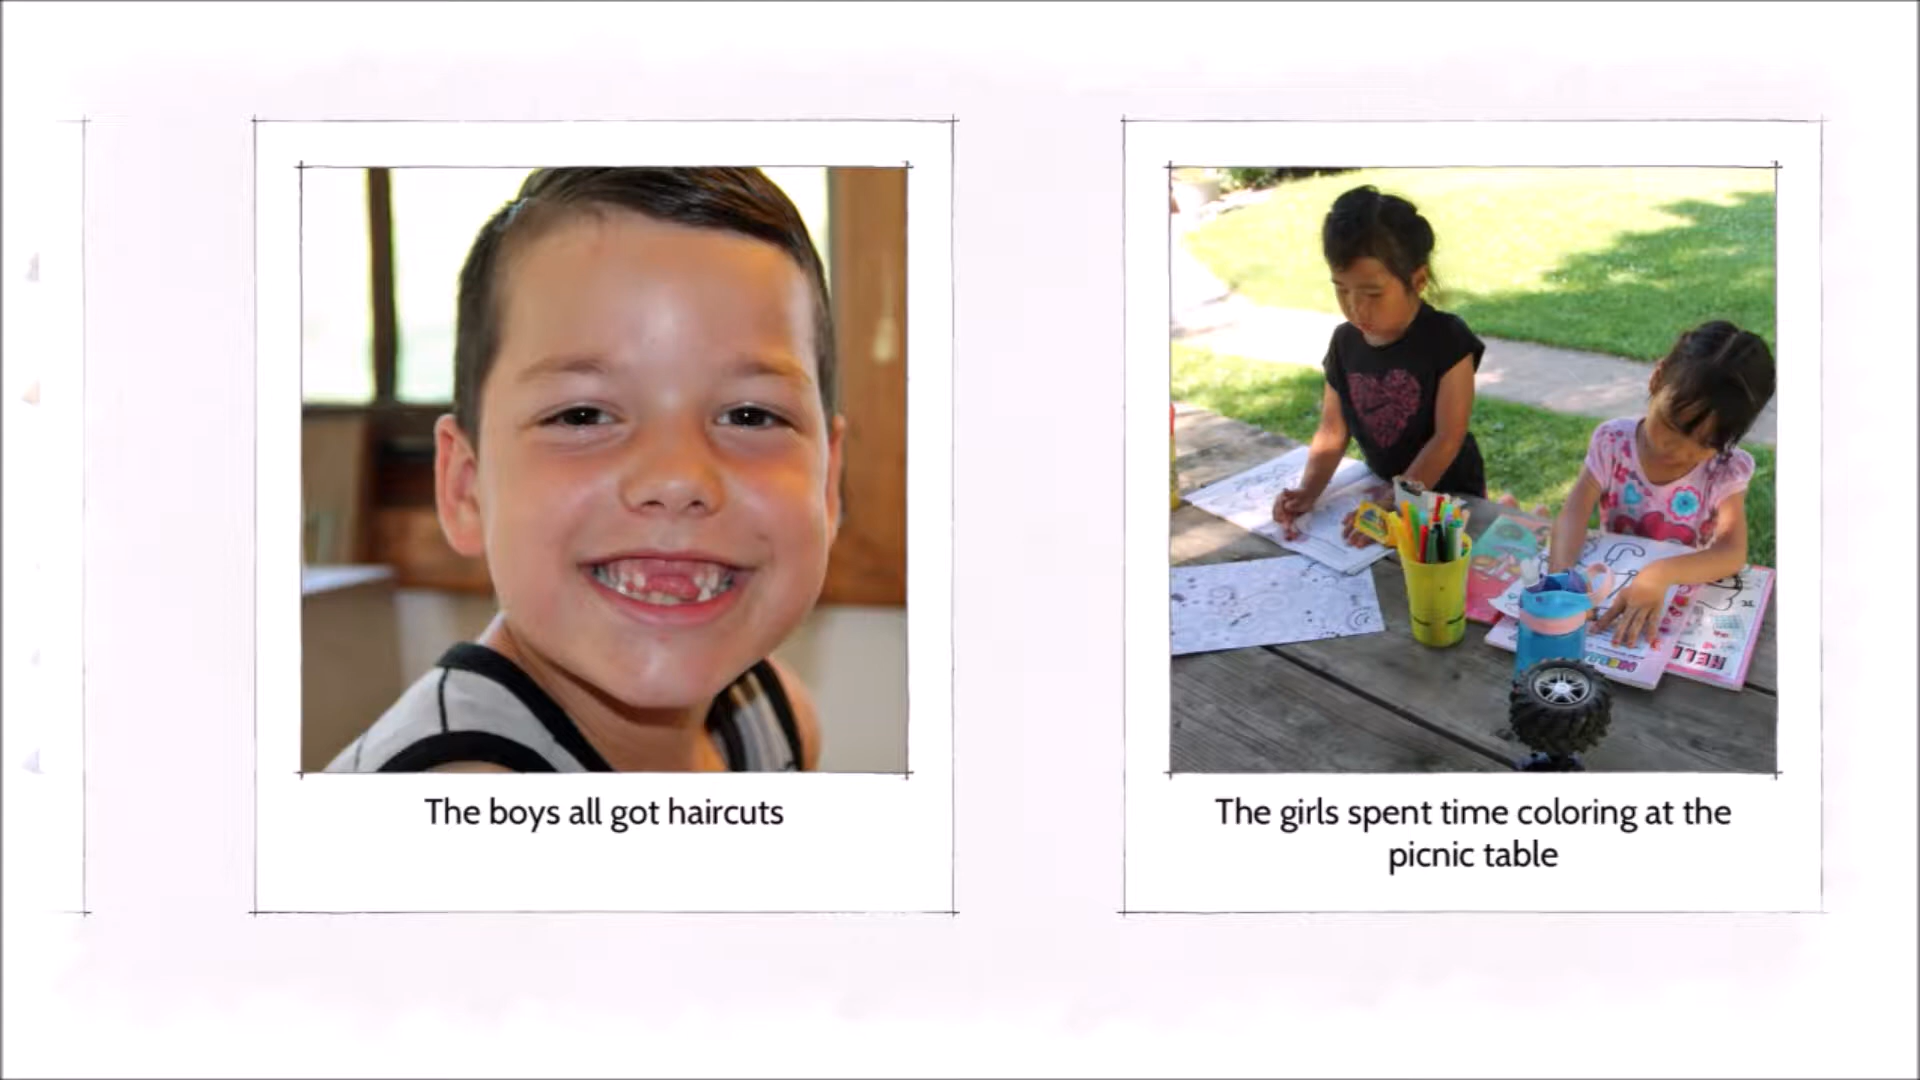 The boys all got haircuts
The girls spent time coloring at the
picnic table